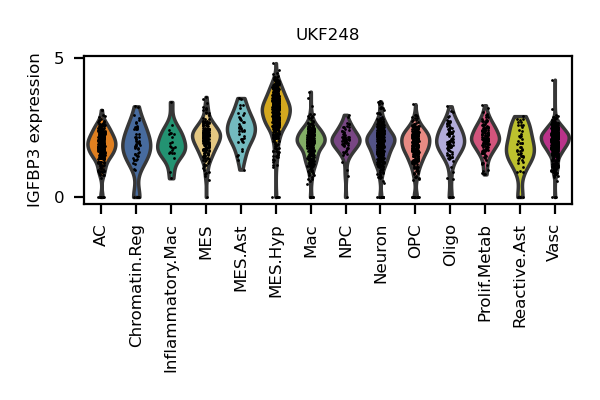 UKF248
IGFBP3 expression
5
0
AC
Chromatin.Reg
Inflammatory.Mac
MES
MES.Ast
MES.Hyp
Mac
NPC
Neuron
OPC
Oligo
Prolif.Metab
Reactive.Ast
Vasc